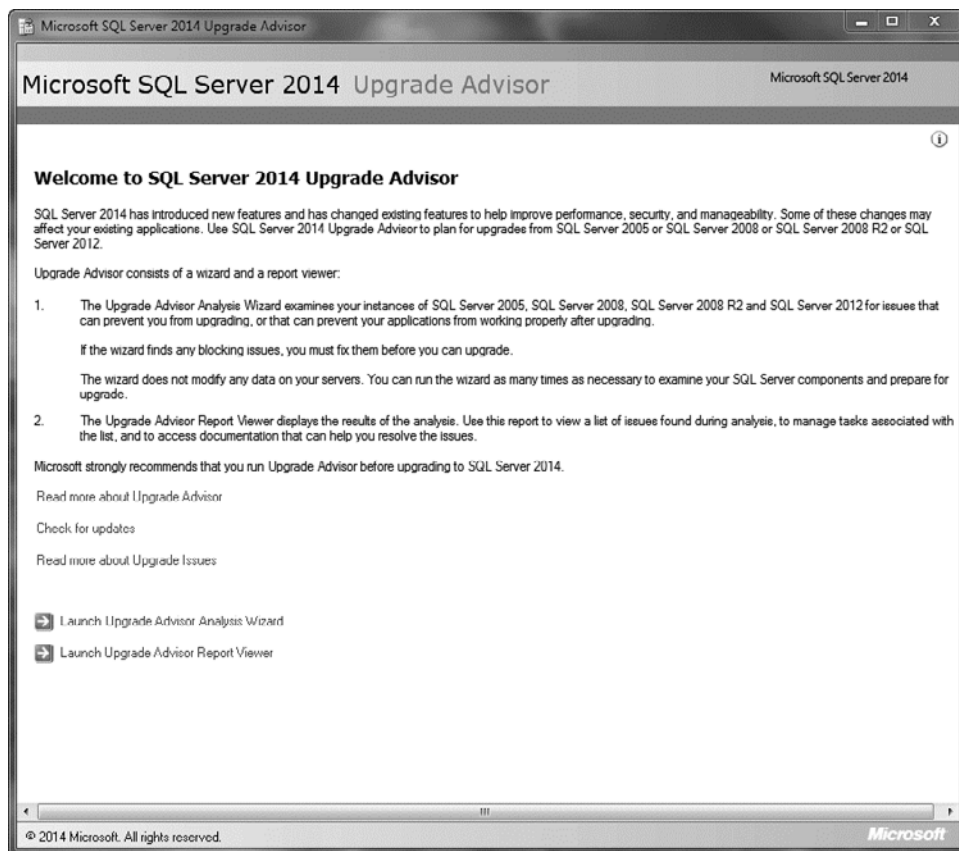 Microsoft SQL Server 2014 Upgrade Advisor
Microsoft SQL Server 2014 Upgrade Advisor
Microsoft SQL Server 2014
Welcome to SQL Server 2014 Upgrade Advisor
SQL Server 2014 has introduced new features and has changed existing features to help improve performance, security, and manageability. Some of these changes may
affect your existing applications. Use SQL Server 2014 Upgrade Advisor to plan for upgrades from SQL Server 2005 or SQL Server 2008 or SQL Server 2008 R2 or SQL
Server 2012.
Upgrade Advisor consists of a wizard and a report viewer:
1. The Upgrade Advisor Analysis Wizard examines your instances of SQL Server 2005, SQL Server 2008, SQL Server 2008 R2 and SQL Server 2012 for issues that
can prevent you from upgrading, or that can prevent your applications from working properly after upgrading.
If the wizard finds any blocking issues, you must fix them before you can upgrade.
The wizard does not modify any data on your servers. You can run the wizard as many times as necessary to examine your SQL Server components and prepare for
upgrade.
2. The Upgrade Advisor Report Viewer displays the results of the analysis. Use this report to view a list of issues found during analysis, to manage tasks associated with
the list, and to access documentation that can help you resolve the issues.
Microsoft strongly recommends that you run Upgrade Advisor before upgrading to SQL Server 2014.
Read more about Upgrade Advisor
Check for updates
Read more about Upgrade Issues
Launch Upgrade Advisor Analysis Wizard
Launch Upgrade Advisor Report Viewer
© 2014 Microsoft. All rights reserved.
Microsoft